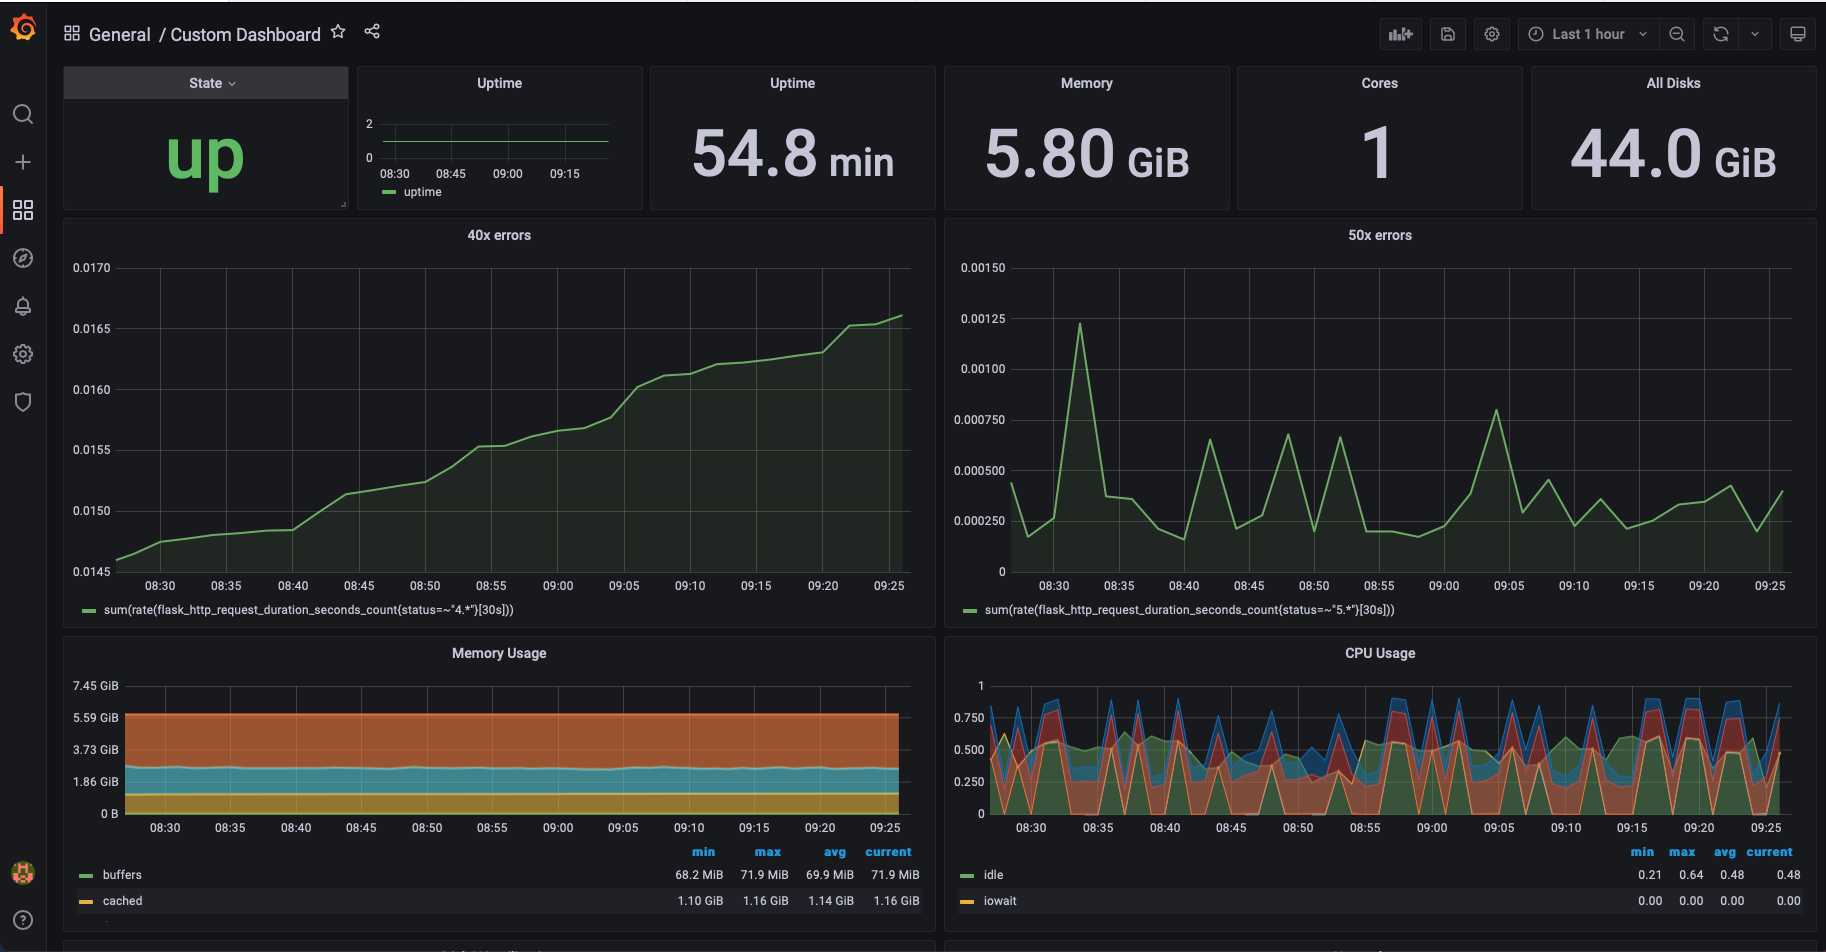 General / Custom Dashboard
Last 1 hour
State
up
Uptime
2
0
08:30 08:45 09:00 09:15
uptime
Uptime
54.8 min
Memory
5.80 GiB
Cores
1
All Disks
44.0 GiB
40x errors
0.0170
0.0165
0.0160
0.0155
0.0150
0.0145
08:30 08:35 08:40 08:45 08:50 08:55 09:00 09:05 09:10 09:15 09:20 09:25
sum(rate(flask_http_request_duration_seconds_count{status=~"4.*"}[30s]))
50x errors
0.00150
0.00125
0.00100
0.000750
0.000500
0.000250
0
08:30 08:35 08:40 08:45 08:50 08:55 09:00 09:05 09:10 09:15 09:20 09:25
sum(rate(flask_http_request_duration_seconds_count{status=~"5.*"}[30s]))
Memory Usage
7.45 GiB
5.59 GiB
3.73 GiB
1.86 GiB
0 B
08:30 08:35 08:40 08:45 08:50 08:55 09:00 09:05 09:10 09:15 09:20 09:25
min max avg current
buffers 68.2 MiB 71.9 MiB 69.9 MiB 71.9 MiB
cached 1.10 GiB 1.16 GiB 1.14 GiB 1.16 GiB
CPU Usage
1
0.750
0.500
0.250
0
08:30 08:35 08:40 08:45 08:50 08:55 09:00 09:05 09:10 09:15 09:20 09:25
min max avg current
idle 0.21 0.64 0.48 0.48
iowait 0.00 0.00 0.00 0.00